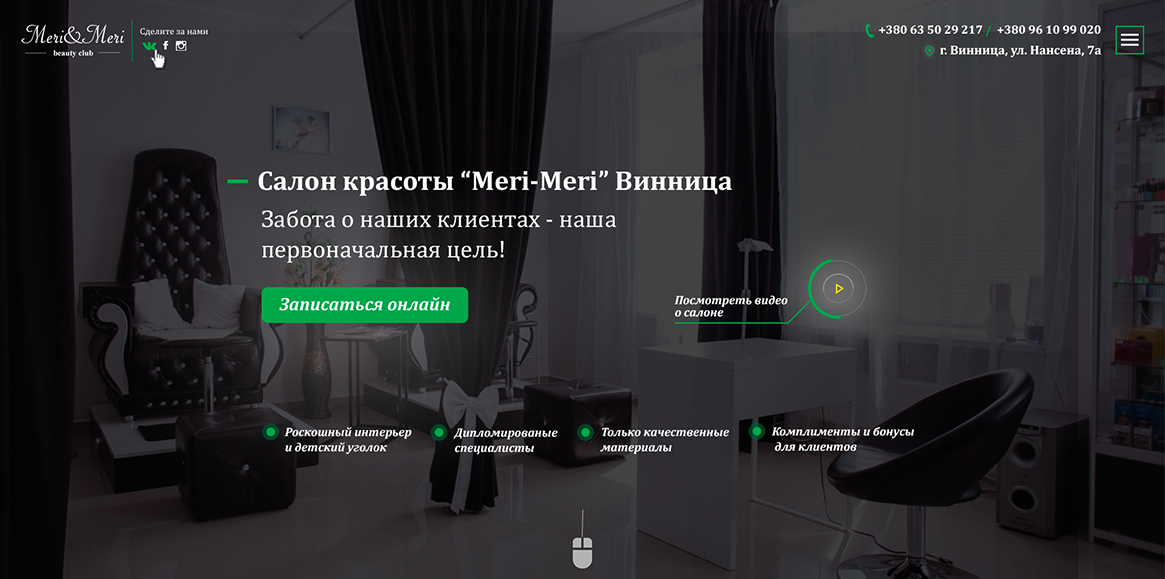 Meri&Meri
beauty club
Сделите за нами
+380 63 50 29 217 / +380 96 10 99 020
г. Винница, ул. Нансена, 7а
Салон красоты “Meri-Meri” Винница
Забота о наших клиентах - наша
первоначальная цель!
Записаться онлайн
Посмотреть видео
о салоне
Роскошный интерьер
и детский уголок
Дипломированые
специалисты
Только качественные
материалы
Комплименты и бонусы
для клиентов